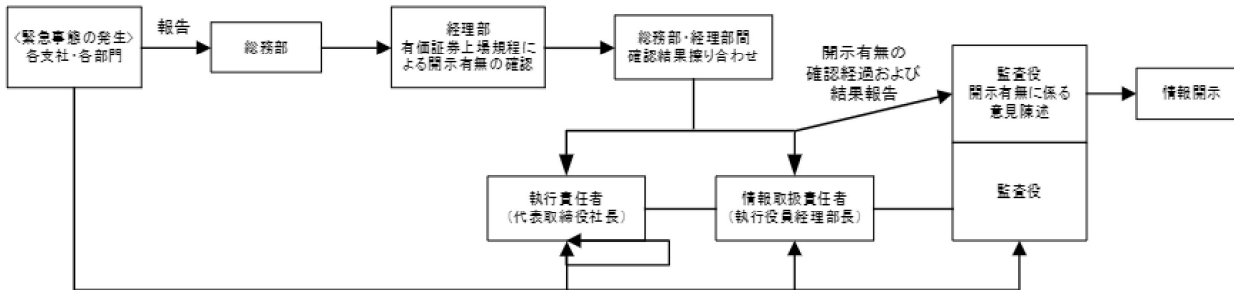 <緊急事態の発生>
各支社・各部門
報告
総務部
経理部
有価証券上場規程に
よる開示有無の確認
総務部・経理部間
確認結果擦り合わせ
開示有無の
確認経過および
結果報告
監査役
開示有無に係る
意見陳述
情報開示
執行責任者
(代表取締役社長)
情報取扱責任者
(執行役員経理部長)
監査役